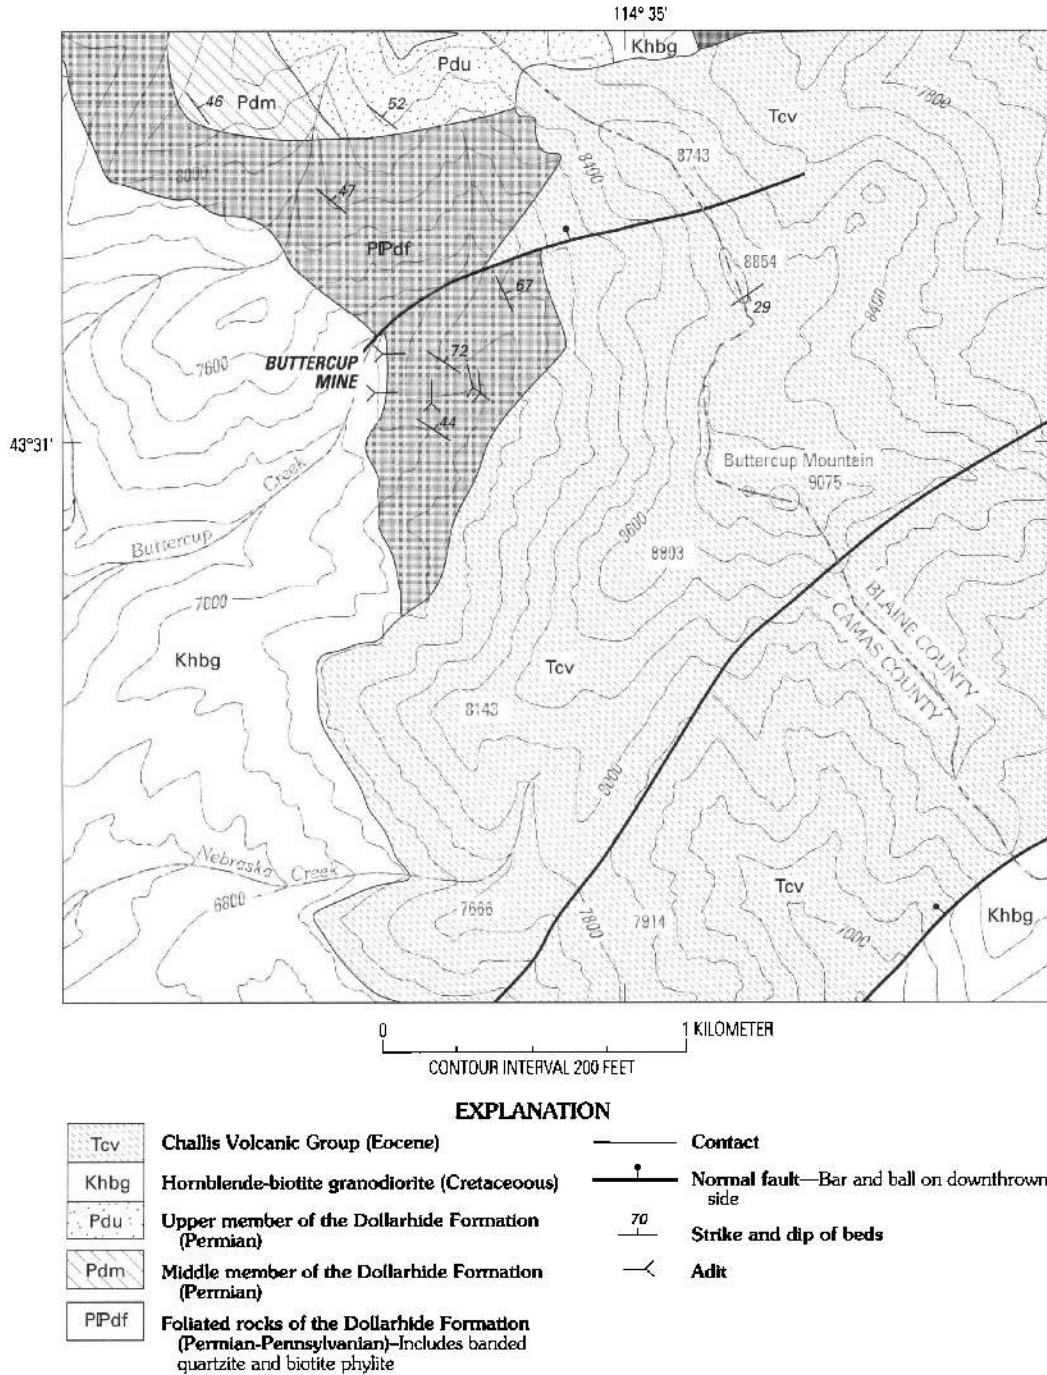 114° 35'
Khbg
Pdu
7800
46
Pdm
52
Tcv
8743
8400
8000
47
PIPdf
8854
67
29
8400
72
7600
BUTTERCUP
MINE
44
43°31'
Buttercup Mountain
9075
Creek
Buttercup
8600
8803
7000
BLAINE COUNTY
CAMAS COUNTY
Khbg
Tcv
8143
8000
Nebraska Creek
6800
7666
7800
7914
Tcv
7000
Khbg
0 1 KILOMETER
CONTOUR INTERVAL 200 FEET
EXPLANATION
Tcv Challis Volcanic Group (Eocene)
Khbg Hornblende-biotite granodiorite (Cretaceoous)
Pdu Upper member of the Dollarhide Formation
(Permian)
Pdm Middle member of the Dollarhide Formation
(Permian)
PIPdf Foliated rocks of the Dollarhide Formation
(Permian-Pennsylvanian)–Includes banded
quartzite and biotite phylite
Contact
Normal fault—Bar and ball on downthrown
side
70 Strike and dip of beds
Adit